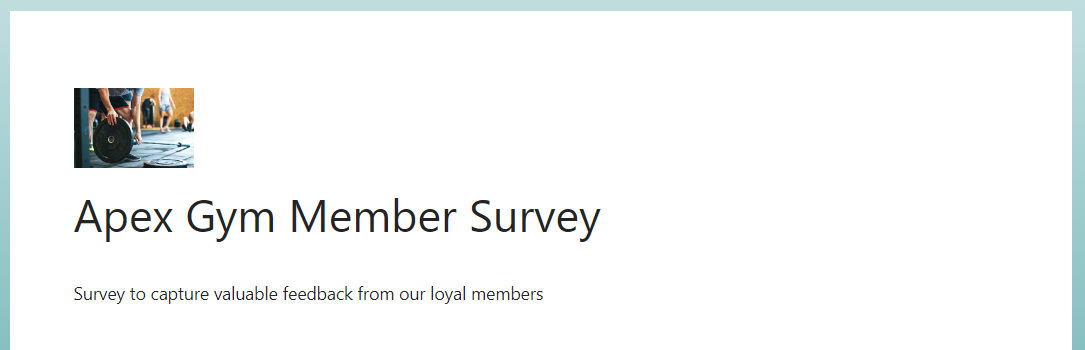 Apex Gym Member Survey
Survey to capture valuable feedback from our loyal members